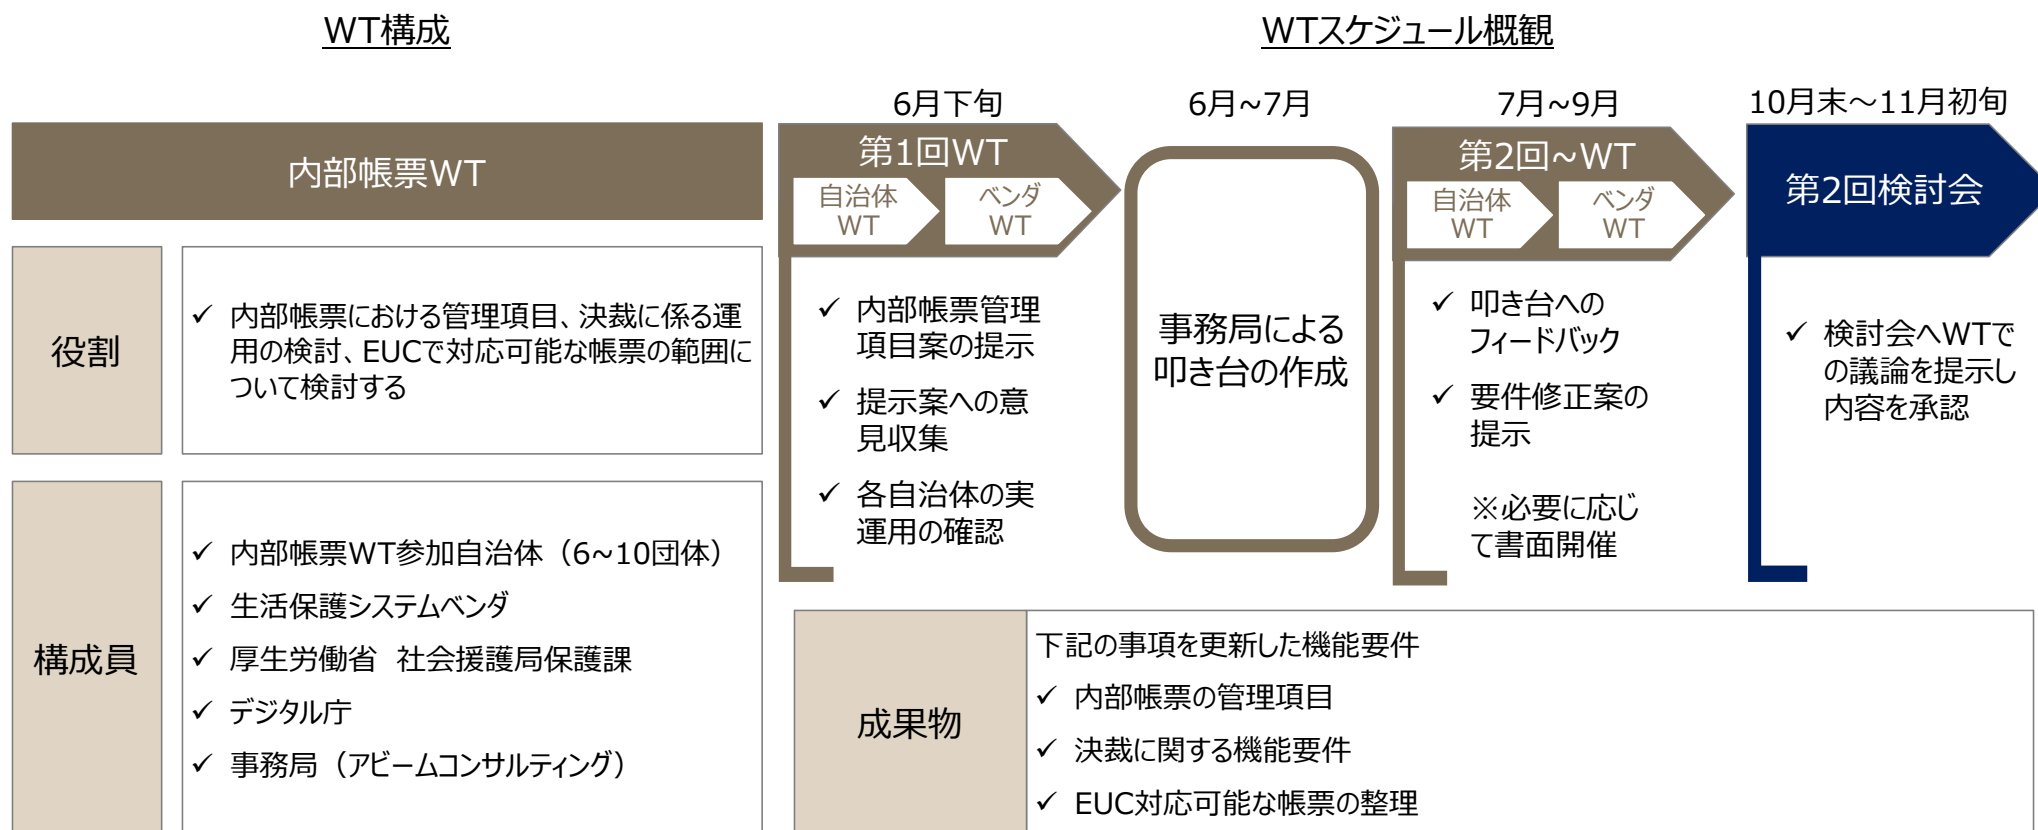 WT構成
内部帳票WT
役割
✓ 内部帳票における管理項目、決裁に係る運
用の検討、EUCで対応可能な帳票の範囲に
ついて検討する
構成員
✓ 内部帳票WT参加自治体（6~10団体）
✓ 生活保護システムベンダ
✓ 厚生労働省 社会援護局保護課
✓ デジタル庁
✓ 事務局（アビームコンサルティング）
WTスケジュール概観
6月下旬
第1回WT
自治体
WT
ベンダ
WT
✓ 内部帳票管理
項目案の提示
✓ 提示案への意
見収集
✓ 各自治体の実
運用の確認
6月~7月
事務局による
叩き台の作成
7月~9月
第2回~WT
自治体
WT
ベンダ
WT
✓ 叩き台への
フィードバック
✓ 要件修正案の
提示
※必要に応じ
て書面開催
10月末～11月初旬
第2回検討会
✓ 検討会へWTで
の議論を提示し
内容を承認
成果物
下記の事項を更新した機能要件
✓ 内部帳票の管理項目
✓ 決裁に関する機能要件
✓ EUC対応可能な帳票の整理